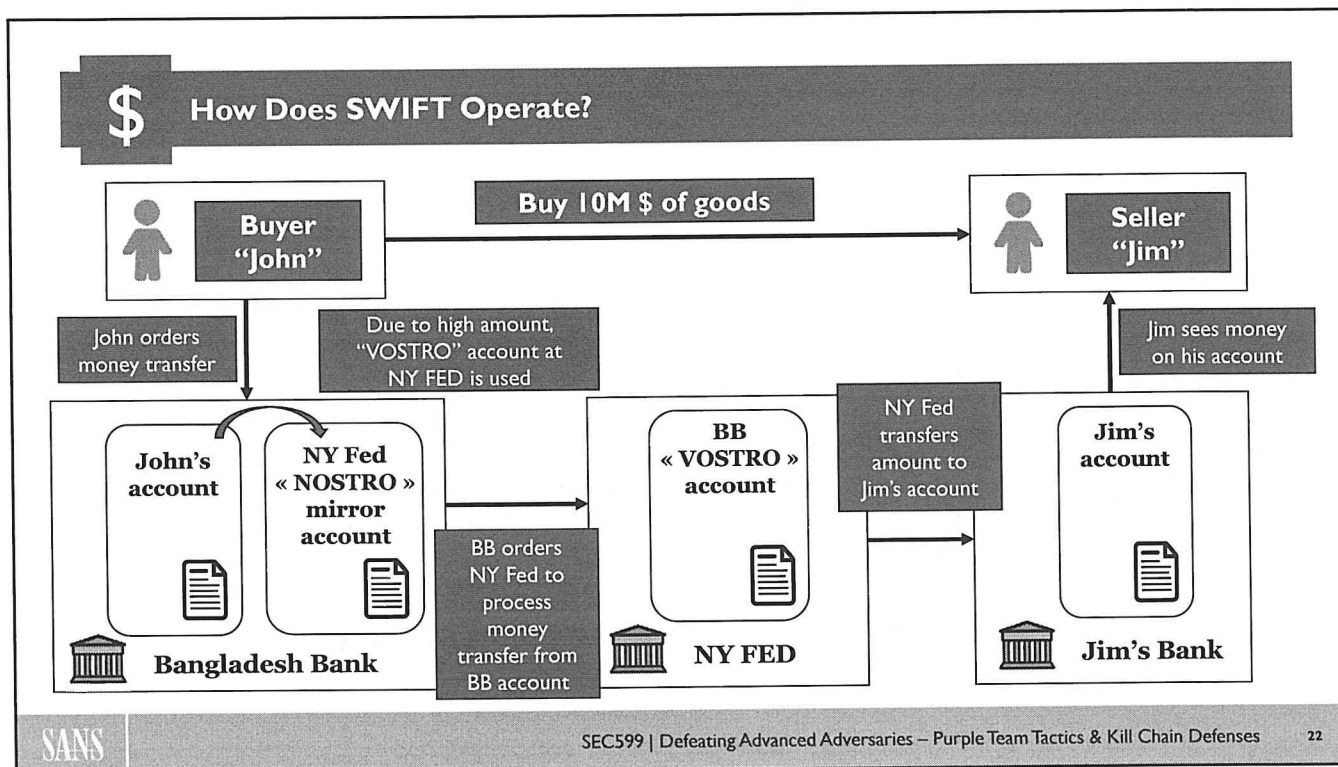 $
How Does SWIFT Operate?
Buyer
“John”
Buy 10M $ of goods
Seller
“Jim”
John orders
money transfer
Due to high amount,
“VOSTRO” account at
NY FED is used
Jim sees money
on his account
John’s
account
NY Fed
« NOSTRO »
mirror
account
Bangladesh Bank
BB orders
NY Fed to
process
money
transfer from
BB account
BB
« VOSTRO »
account
NY FED
NY Fed
transfers
amount to
Jim’s account
Jim’s
account
Jim’s Bank
SANS
SEC599 | Defeating Advanced Adversaries – Purple Team Tactics & Kill Chain Defenses 22